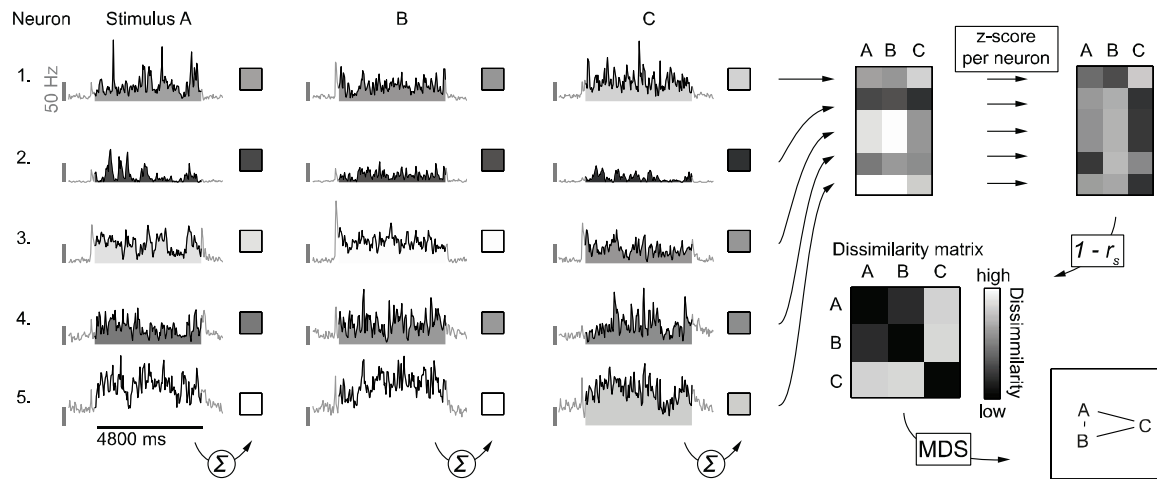 Neuron
Stimulus A
B
C
1.
50 Hz
2.
3.
4.
5.
4800 ms
Σ
Σ
Σ
A B C
z-score
per neuron
A B C
1 - rₛ
Dissimilarity matrix
A B C
A
B
C
high
Dissimmilarity
low
MDS
A
B
C